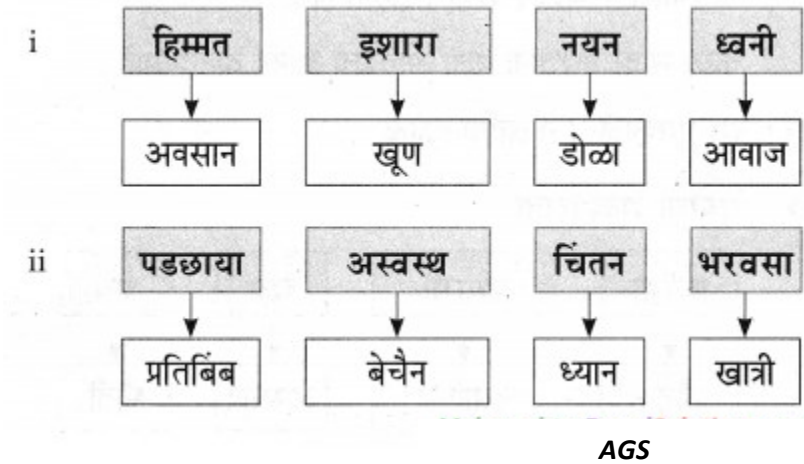 i हिम्मत इशारा नयन ध्वनी
अवसान खूण डोळा आवाज
ii पडछाया अस्वस्थ चिंतन भरवसा
प्रतिबिंब बेचैन ध्यान खात्री
AGS